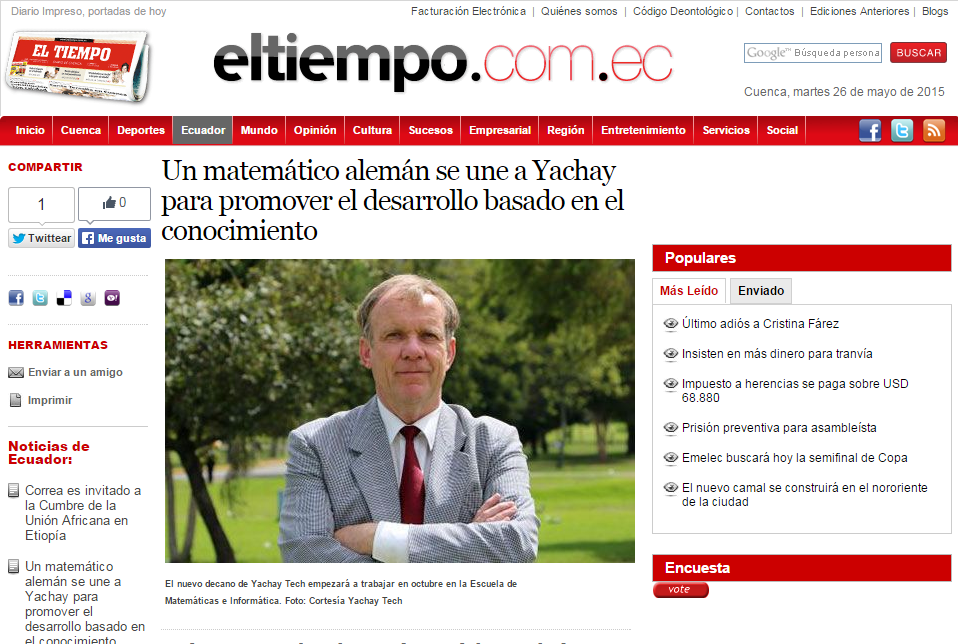 Diario Impreso, portadas de hoy
Facturación Electrónica | Quiénes somos | Código Deontológico | Contactos | Ediciones Anteriores | Blogs
EL TIEMPO
eltiempo.com.ec
Google™ Búsqueda persona
BUSCAR
Cuenca, martes 26 de mayo de 2015
Inicio Cuenca Deportes Ecuador Mundo Opinión Cultura Sucesos Empresarial Región Entretenimiento Servicios Social
COMPARTIR
1
0
Twittear
Me gusta
HERRAMIENTAS
Enviar a un amigo
Imprimir
Noticias de
Ecuador:
Correa es invitado a
la Cumbre de la
Unión Africana en
Etiopía
Un matemático
alemán se une a
Yachay para
promover el
desarrollo basado en
el conocimiento
Un matemático alemán se une a Yachay
para promover el desarrollo basado en el
conocimiento
El nuevo decano de Yachay Tech empezará a trabajar en octubre en la Escuela de
Matemáticas e Informática. Foto: Cortesía Yachay Tech
Populares
Más Leído
Enviado
Último adiós a Cristina Fárez
Insisten en más dinero para tranvía
Impuesto a herencias se paga sobre USD
68.880
Prisión preventiva para asambleísta
Emelec buscará hoy la semifinal de Copa
El nuevo camal se construirá en el nororiente
de la ciudad
Encuesta
vote